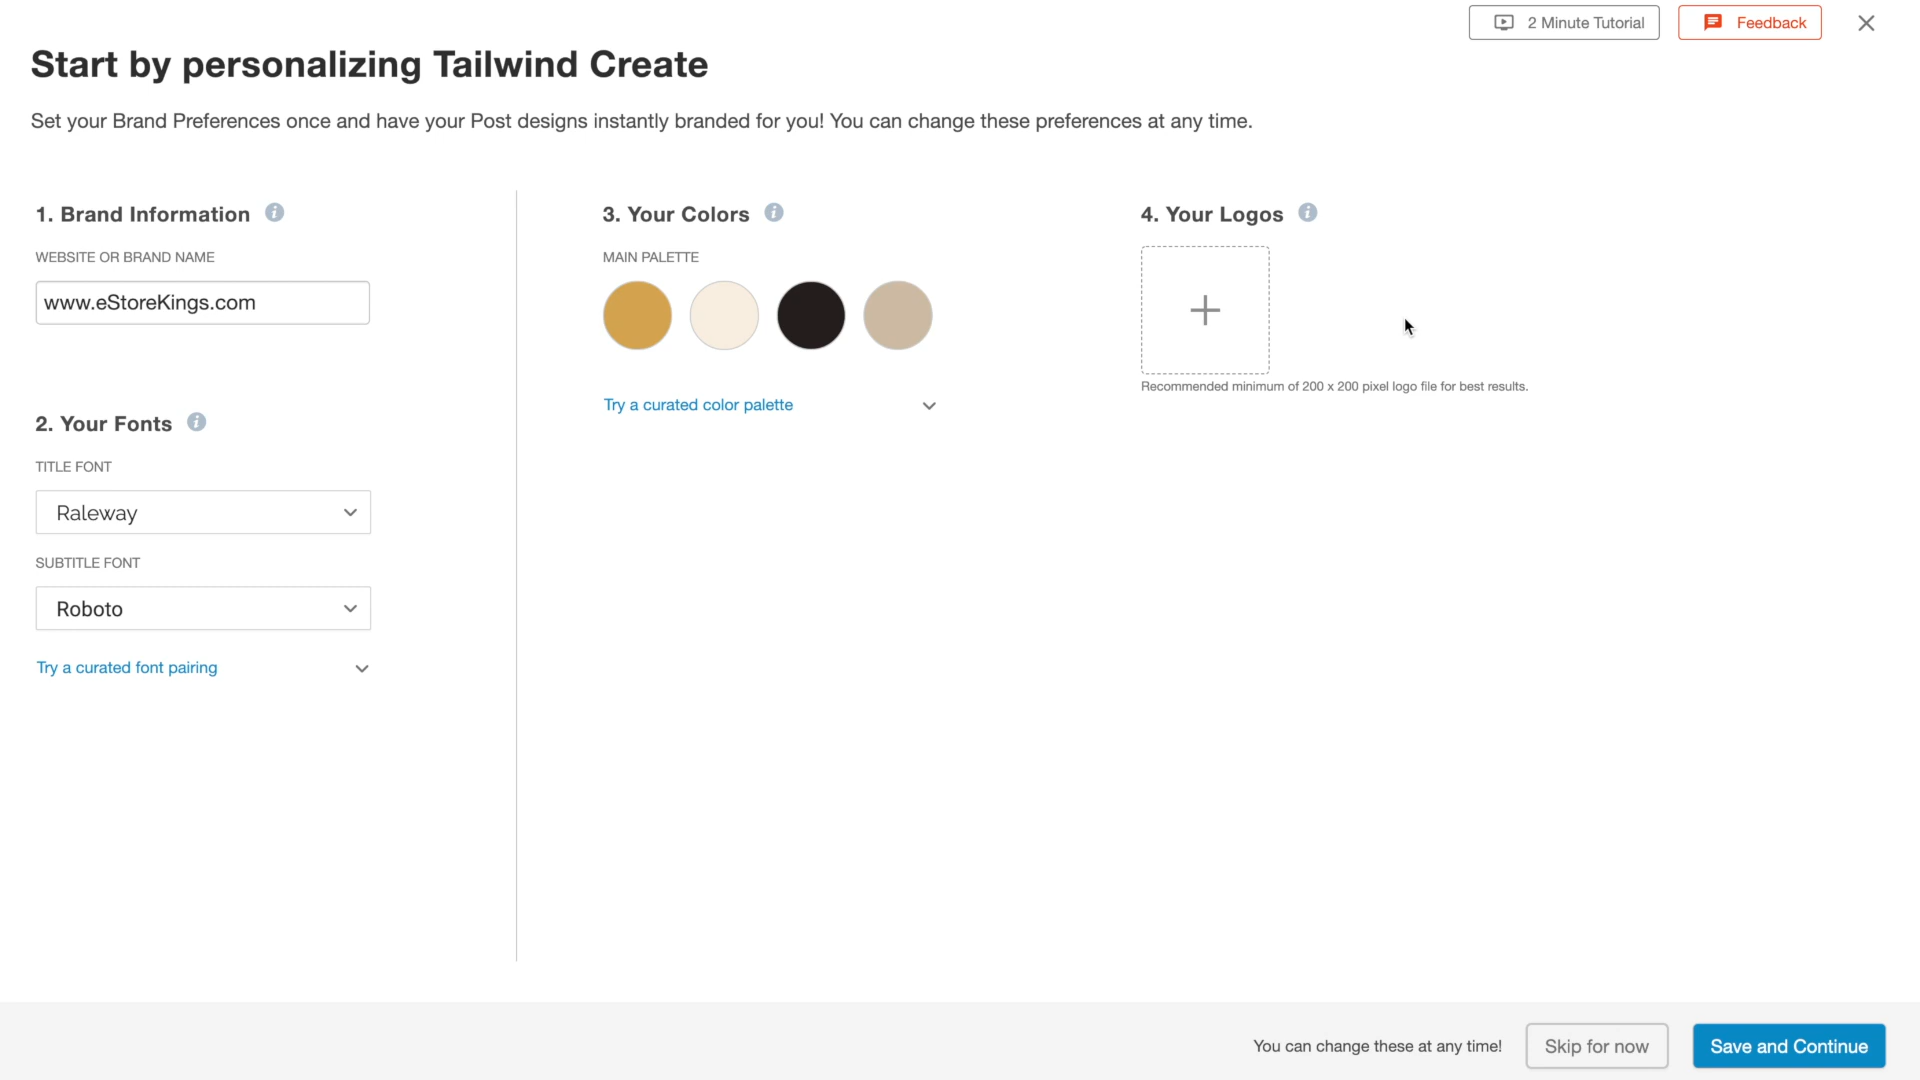 2 Minute Tutorial
Feedback
Start by personalizing Tailwind Create
Set your Brand Preferences once and have your Post designs instantly branded for you! You can change these preferences at any time.
1. Brand Information
WEBSITE OR BRAND NAME
www.eStoreKings.com
2. Your Fonts
TITLE FONT
Raleway
SUBTITLE FONT
Roboto
Try a curated font pairing
3. Your Colors
MAIN PALETTE
Try a curated color palette
4. Your Logos
Recommended minimum of 200 x 200 pixel logo file for best results.
You can change these at any time!
Skip for now
Save and Continue